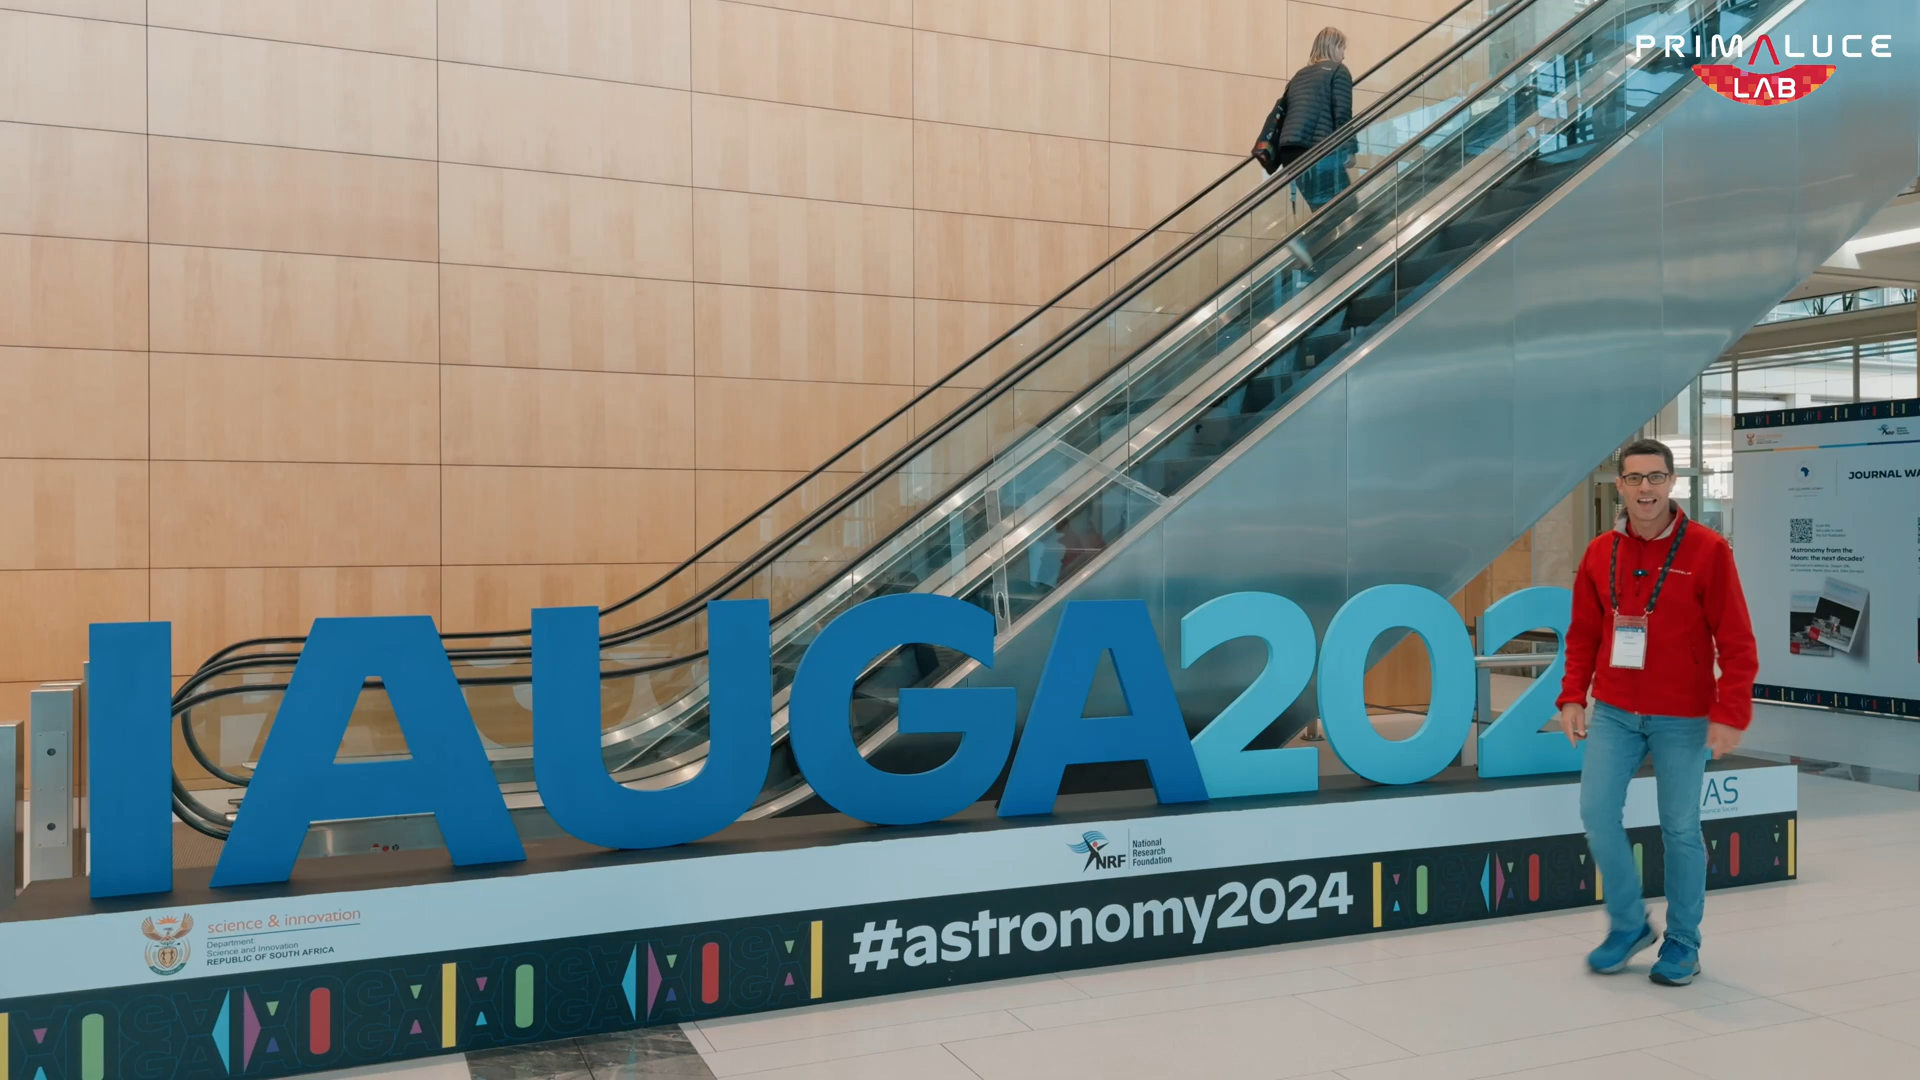 PRIMALUCE
LAB
JOURNAL WA
'Astronomy from the
Moon: the next decades'
IAUGA202
AS
NRF
National
Research
Foundation
#astronomy2024
science & innovation
Department:
Science and Innovation
REPUBLIC OF SOUTH AFRICA